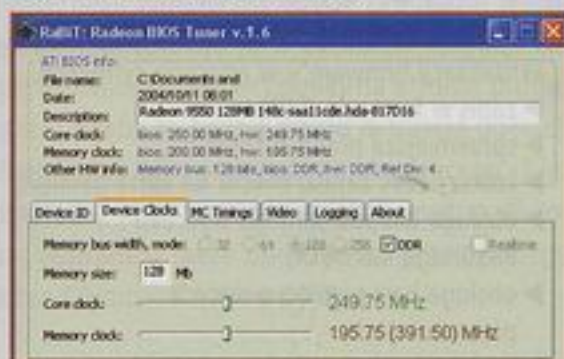 RaBiT: Radeon BIOS Tuner v.1.6
ATI BIOS info:
File name: C:\Documents and
Date: 2004/10/11 06:01
Description: Radeon 9550 128MB
Core clock: bios: 250.00 MHz, hw: 249.75 MHz
Memory clock: bios: 200.00 MHz, hw: 195.75 MHz
Other HW info: Memory bus: 128 bits, bios: DDR, hw: DDR, Ref Div: 4
Device ID Device Clocks MC Timings Video Logging About
Memory bus width, mode: 32 64 128 256 DDR Realtime
Memory size: 128 Mb
Core clock: 249.75 MHz
Memory clock: 195.75 (391.50) MHz